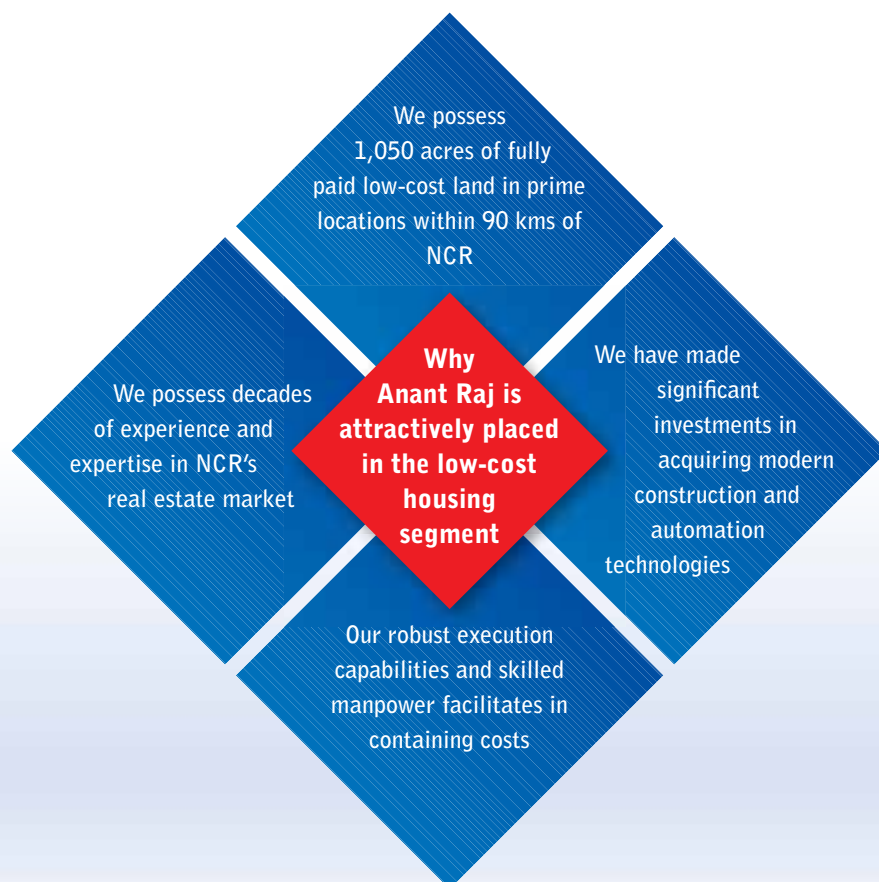 We possess
1,050 acres of fully
paid low-cost land in prime
locations within 90 kms of
NCR
We possess decades
of experience and
expertise in NCR's
real estate market
Why
Anant Raj is
attractively placed
in the low-cost
housing
segment
We have made
significant
investments in
acquiring modern
construction and
automation
technologies
Our robust execution
capabilities and skilled
manpower facilitates in
containing costs